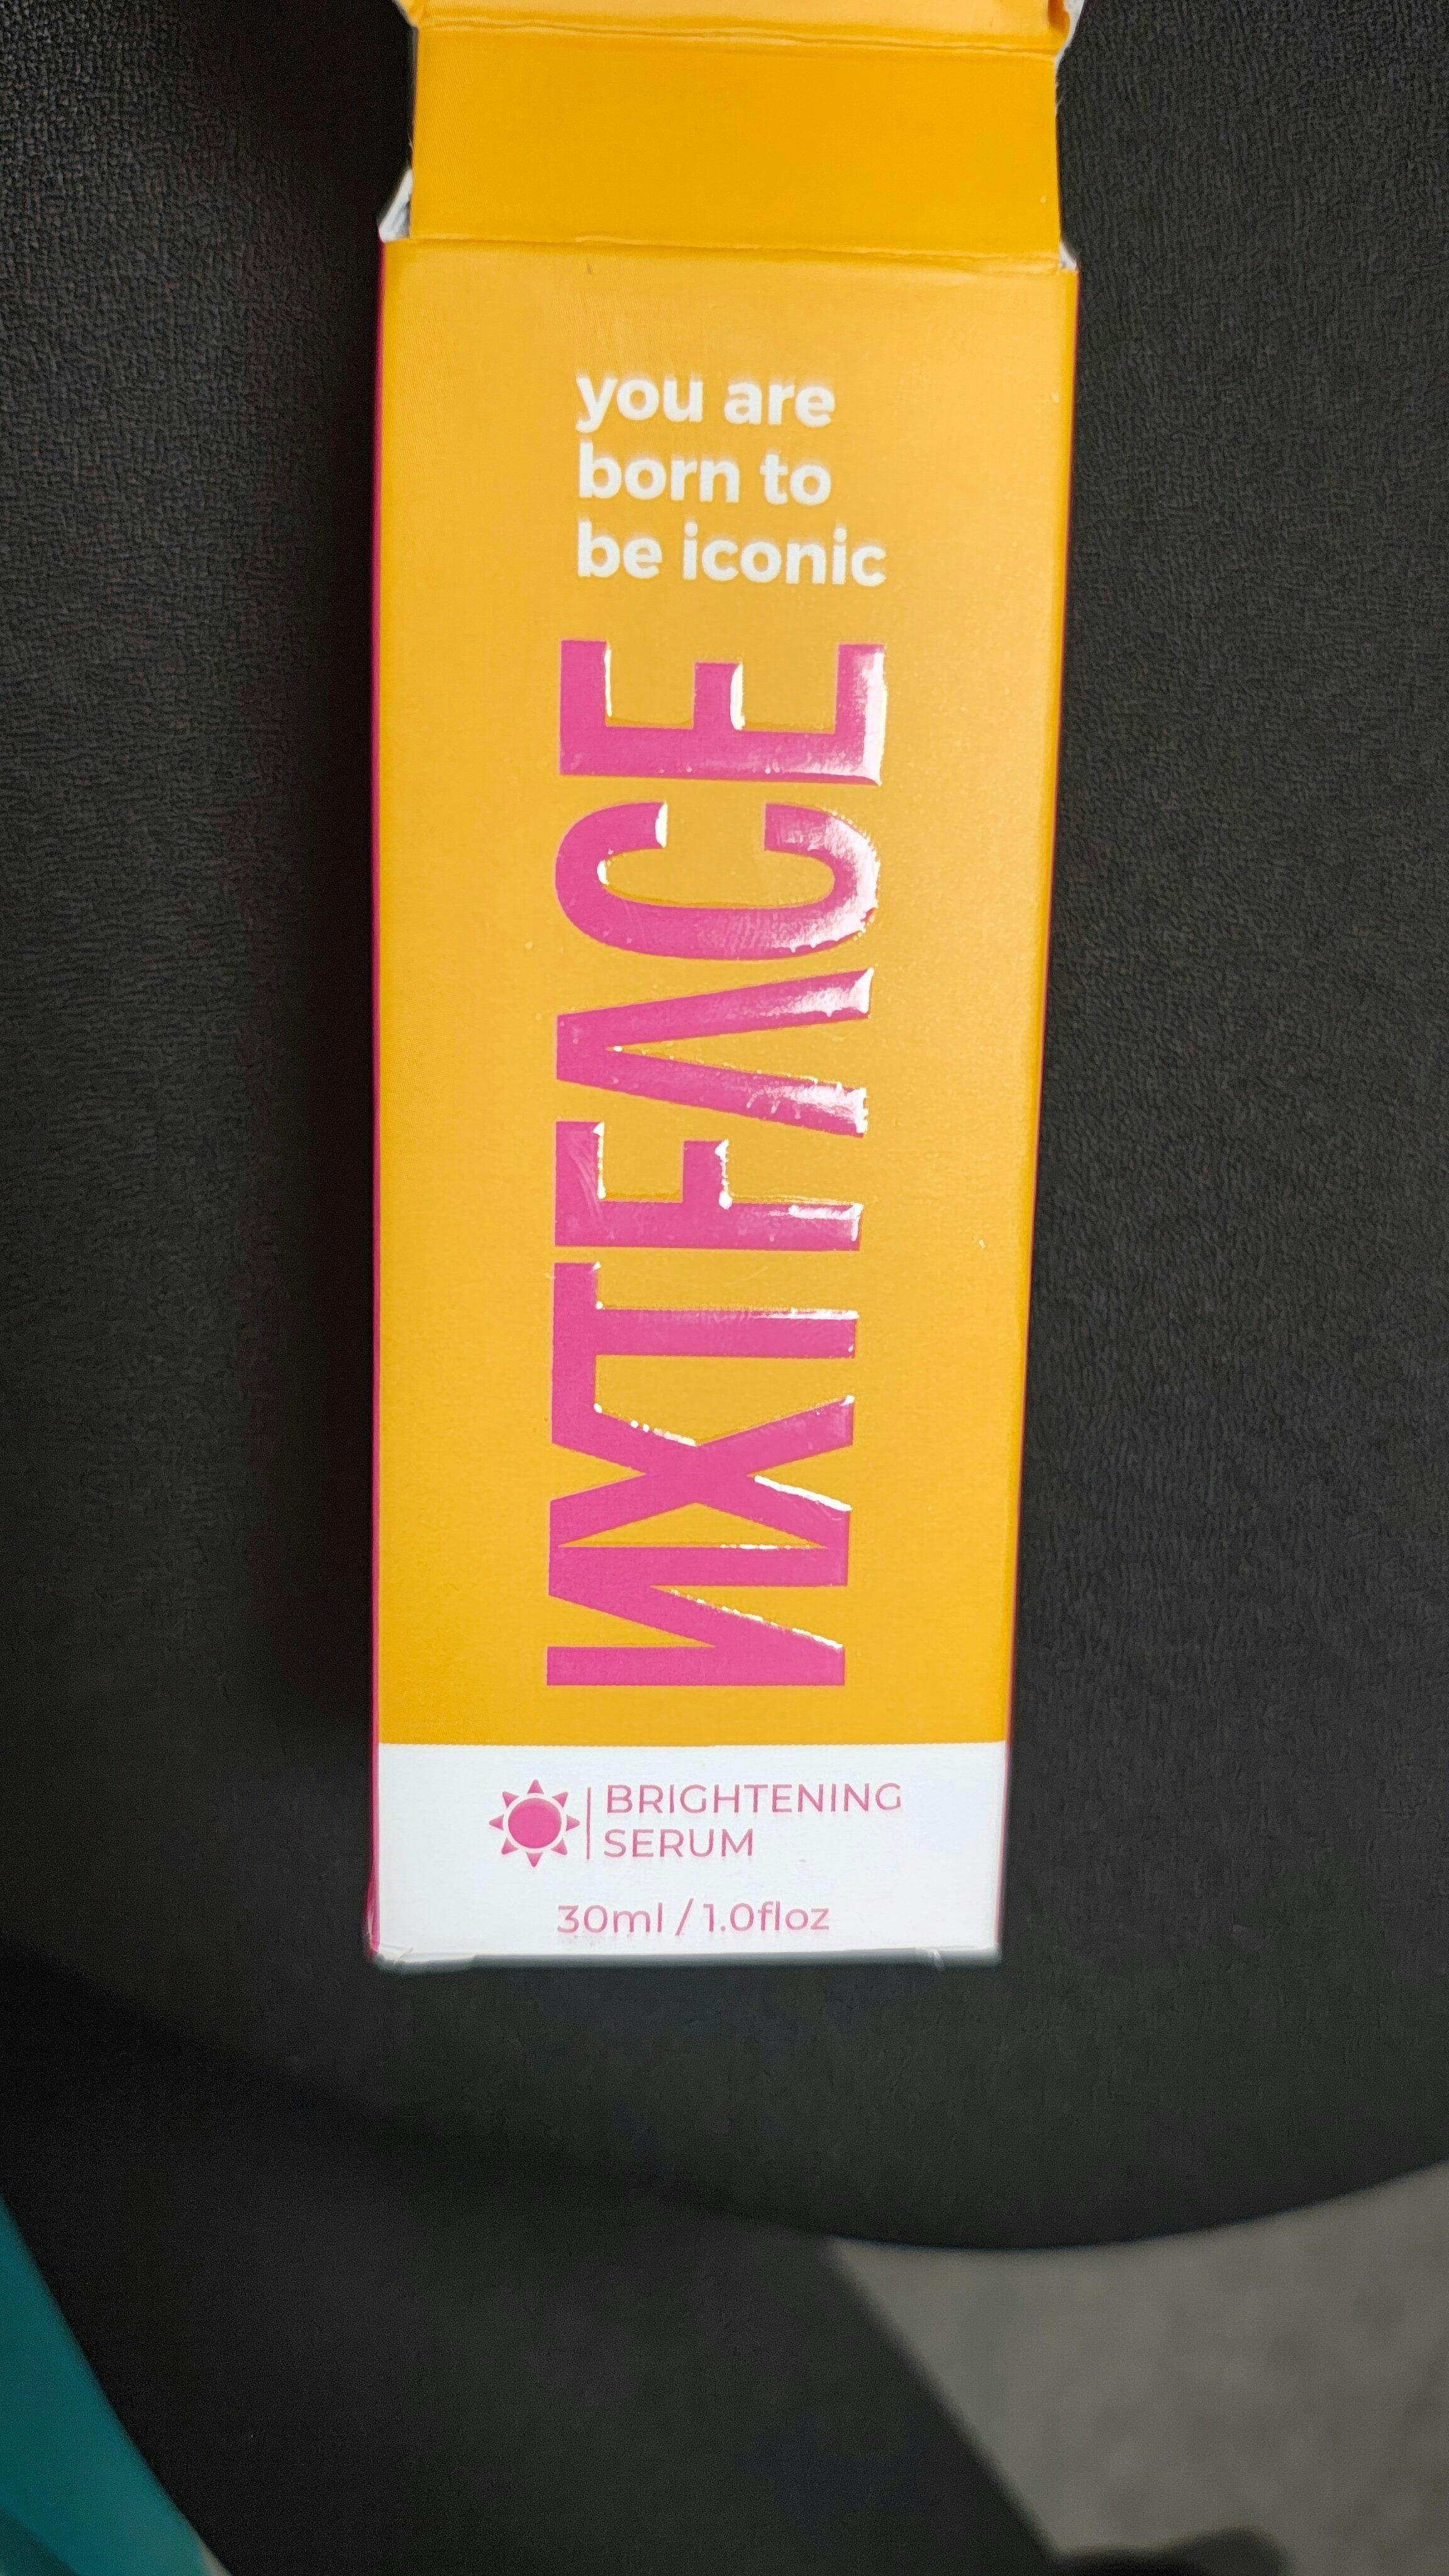 you are
born to
be iconic
NXTFACE
BRIGHTENING
SERUM
30ml / 1.0floz